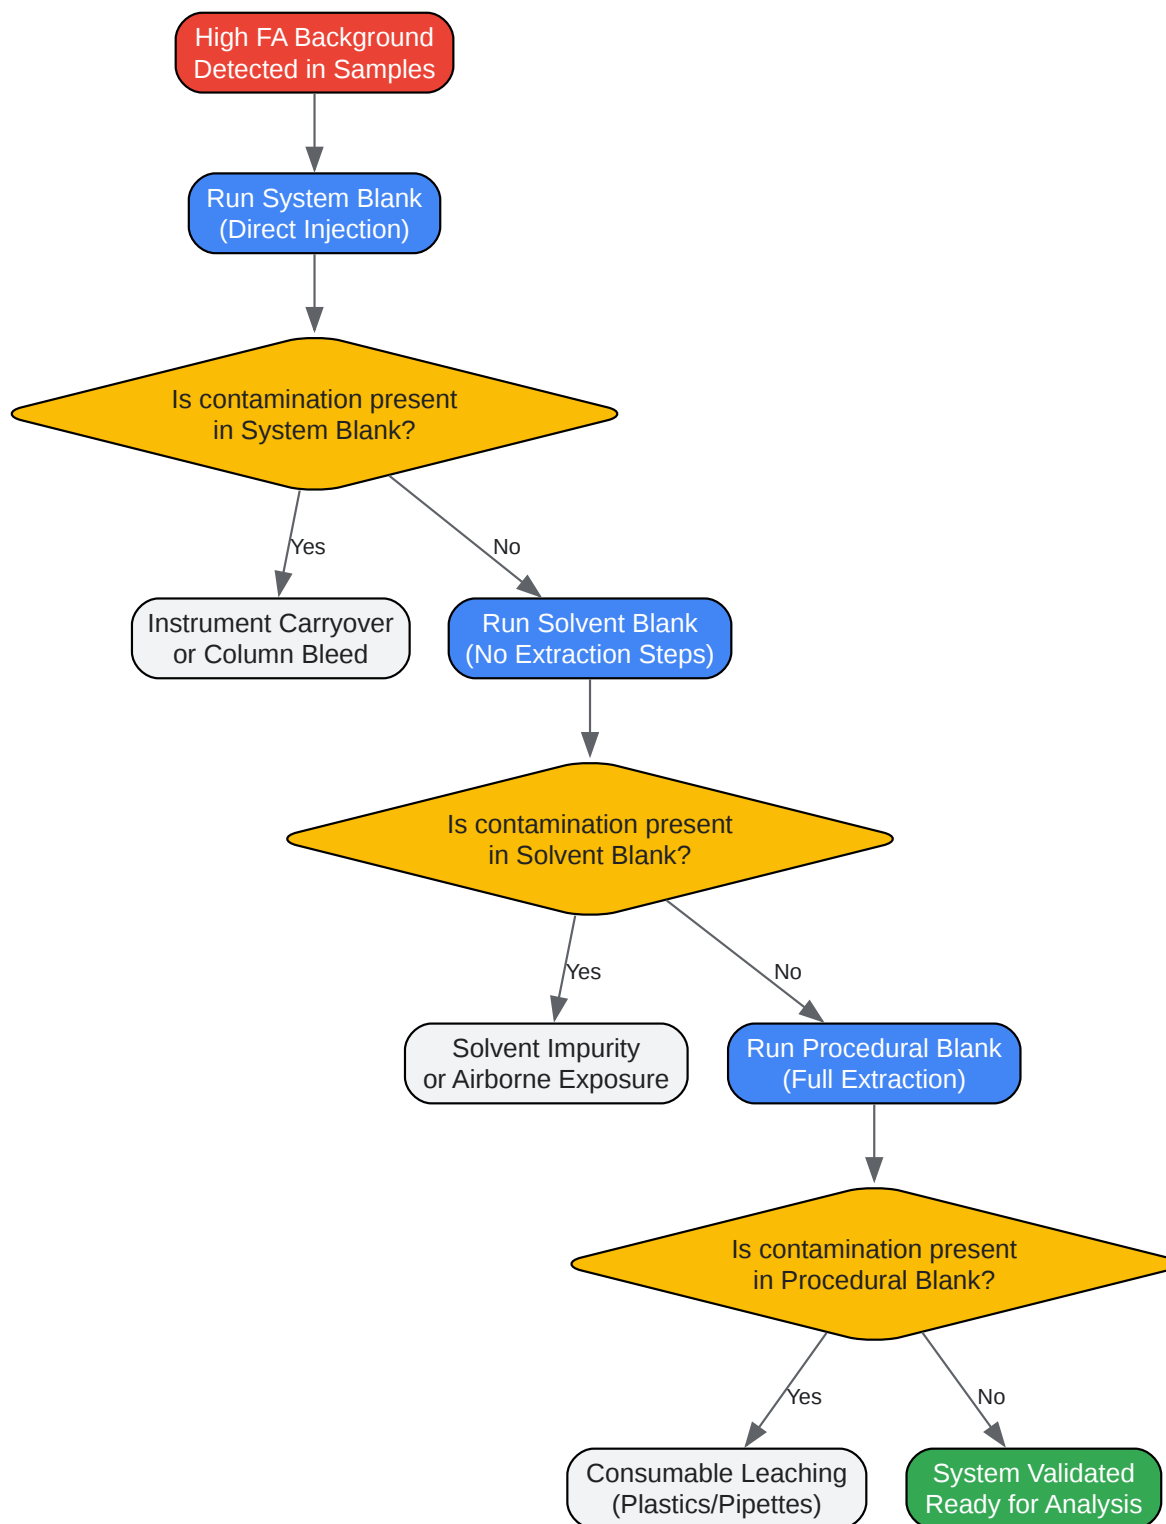 High FA Background
Detected in Samples
Run System Blank
(Direct Injection)
Is contamination present
in System Blank?
Yes
No
Instrument Carryover
or Column Bleed
Run Solvent Blank
(No Extraction Steps)
Is contamination present
in Solvent Blank?
Yes
No
Solvent Impurity
or Airborne Exposure
Run Procedural Blank
(Full Extraction)
Is contamination present
in Procedural Blank?
Yes
No
Consumable Leaching
(Plastics/Pipettes)
System Validated
Ready for Analysis